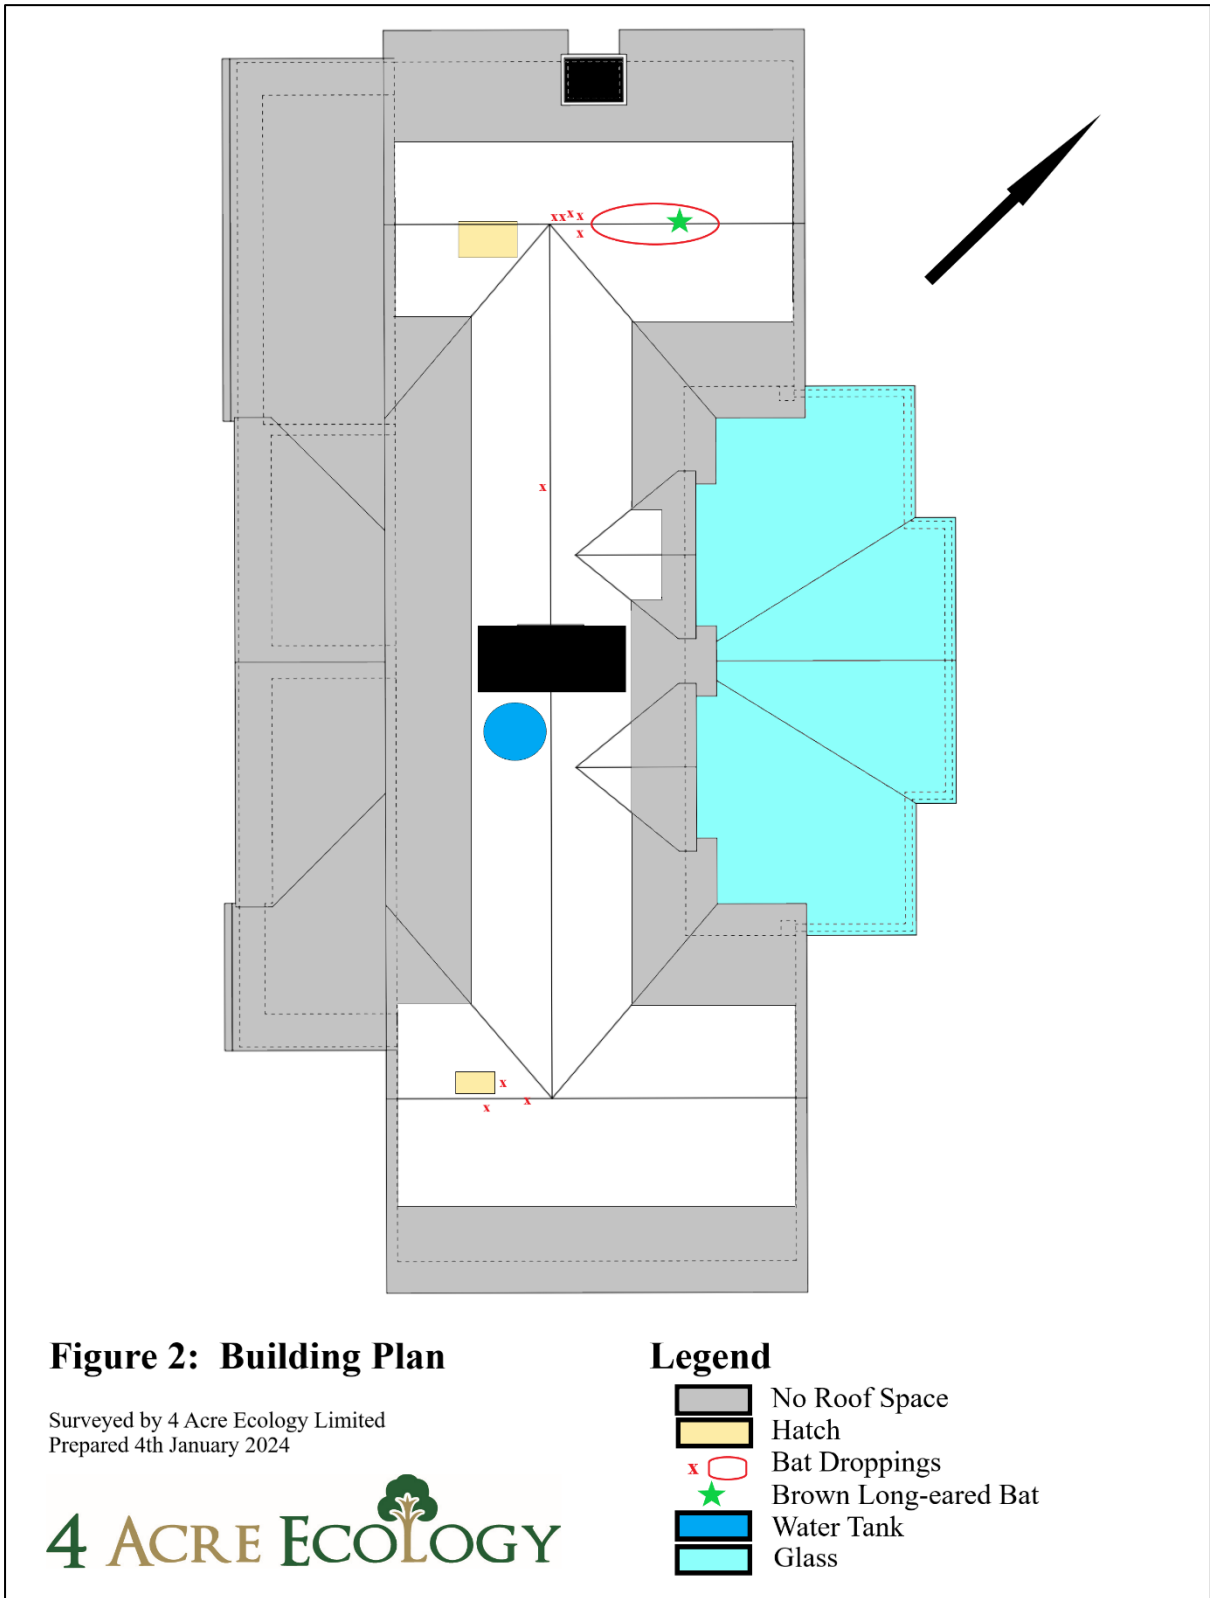 xxxx
x
x
x
x
x
Figure 2: Building Plan
Surveyed by 4 Acre Ecology Limited
Prepared 4th January 2024
4 ACRE ECOLOGY
Legend
No Roof Space
Hatch
x Bat Droppings
Brown Long-eared Bat
Water Tank
Glass